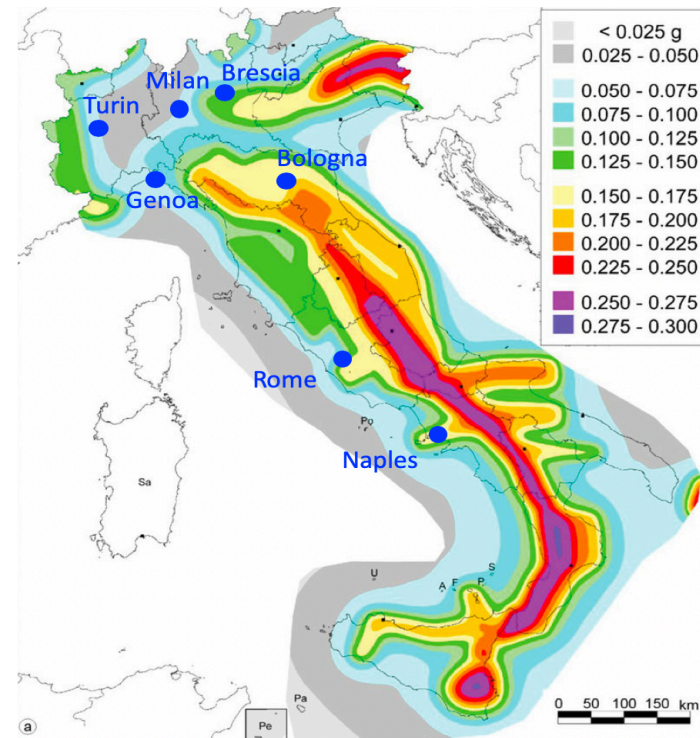 < 0.025 g
0.025 - 0.050
0.050 - 0.075
0.075 - 0.100
0.100 - 0.125
0.125 - 0.150
0.150 - 0.175
0.175 - 0.200
0.200 - 0.225
0.225 - 0.250
0.250 - 0.275
0.275 - 0.300
Milan
Brescia
Turin
Bologna
Genoa
Rome
Po
Naples
Sa
U
A
F
P
S
Pa
Pe
a
0 50 100 150 km